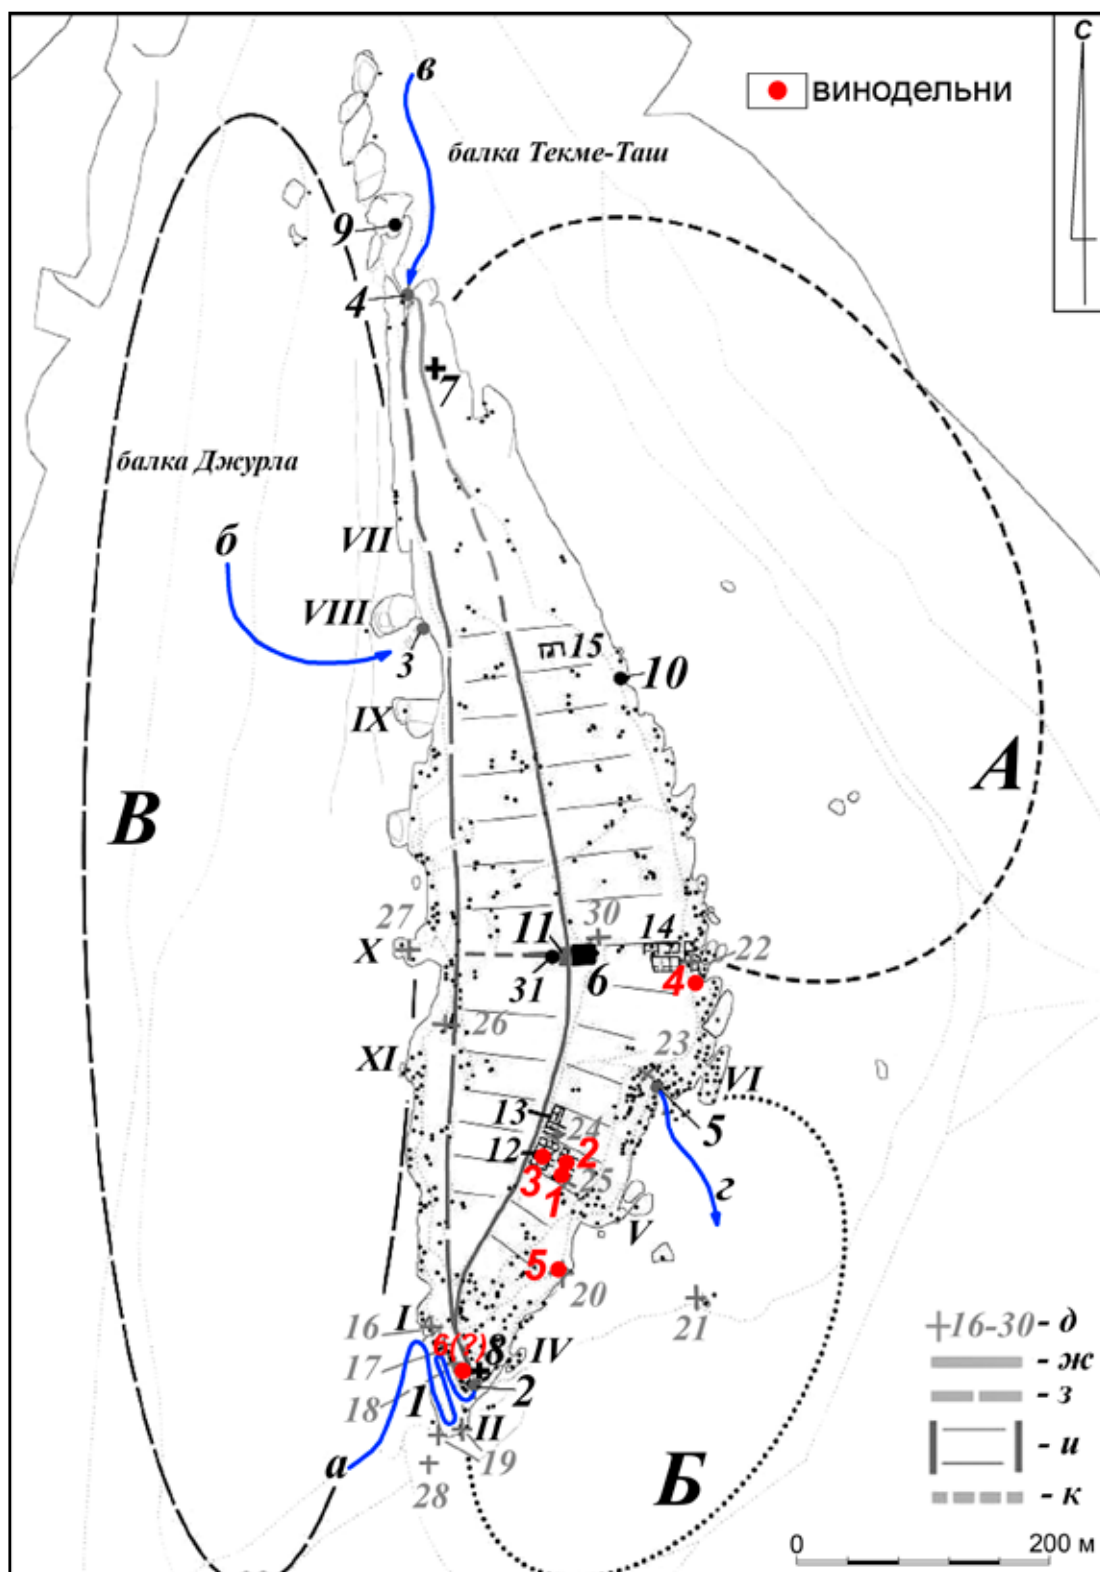 С
винодельни
в
балка Текме-Таш
9
4
7
балка Джурла
б
VII
VIII
3
15
10
IX
А
В
27
X
11
30
14
22
31
6
4
26
23
XI
VI
13
24
5
12
2
3
1
25
г
V
5
20
21
I
16
6(?)
8
IV
17
18
1
2
II
19
а
28
Б
+16-30 - д
- ж
- з
- и
- к
0
200 м